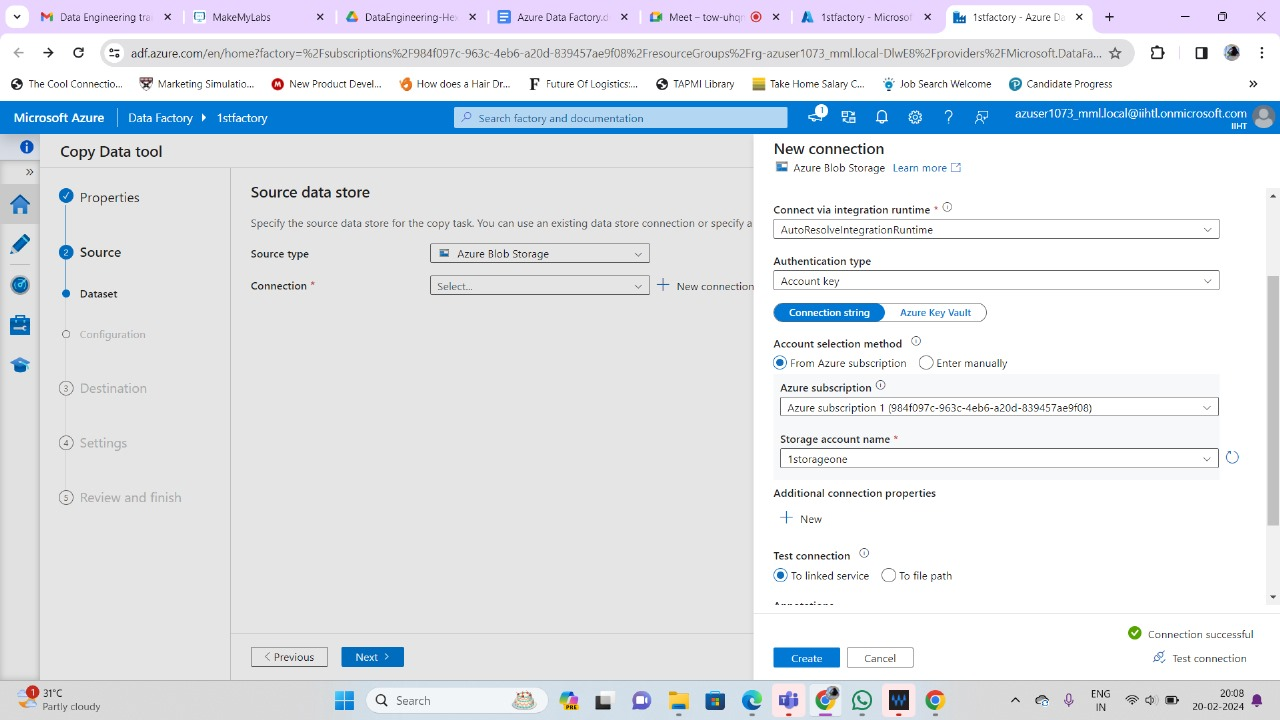 Data Engineering tra
MakeMyLabs
DataEngineering-Hex
Azure Data Factory.d
Meet – tow-uhqr
1stfactory - Microsof
1stfactory - Azure Da
adf.azure.com/en/home?factory=%2Fsubscriptions%2F984f097c-963c-4eb6-a20d-839457ae9f08%2FresourceGroups%2Frg-azuser1073_mml.local-DlwE8%2Fproviders%2FMicrosoft.DataFa...
The Cool Connectio...
Marketing Simulatio...
New Product Devel...
How does a Hair Dr...
Future Of Logistics:...
TAPMI Library
Take Home Salary C...
Job Search Welcome
Candidate Progress
»
Microsoft Azure
Data Factory
1stfactory
Search factory and documentation
1
azuser1073_mml.local@iihtl.onmicrosoft.com
IIHT
Copy Data tool
Properties
2 Source
Dataset
Configuration
3 Destination
4 Settings
5 Review and finish
Source data store
Specify the source data store for the copy task. You can use an existing data store connection or specify a
Source type
Azure Blob Storage
Connection *
Select...
New connection
< Previous
Next >
New connection
Azure Blob Storage Learn more
Connect via integration runtime *
AutoResolveIntegrationRuntime
Authentication type
Account key
Connection string
Azure Key Vault
Account selection method
From Azure subscription
Enter manually
Azure subscription
Azure subscription 1 (984f097c-963c-4eb6-a20d-839457ae9f08)
Storage account name *
1storageone
Additional connection properties
+ New
Test connection
To linked service
To file path
Annotations
Connection successful
Create
Cancel
Test connection
1
31°C
Partly cloudy
Search
ENG
IN
20:08
20-02-2024